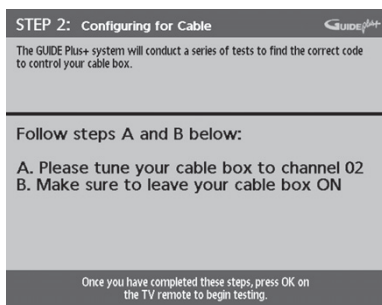 STEP 2: Configuring for Cable
GUIDE plus+
The GUIDE Plus+ system will conduct a series of tests to find the correct code
to control your cable box.
Follow steps A and B below:
A. Please tune your cable box to channel 02
B. Make sure to leave your cable box ON
Once you have completed these steps, press OK on
the TV remote to begin testing.